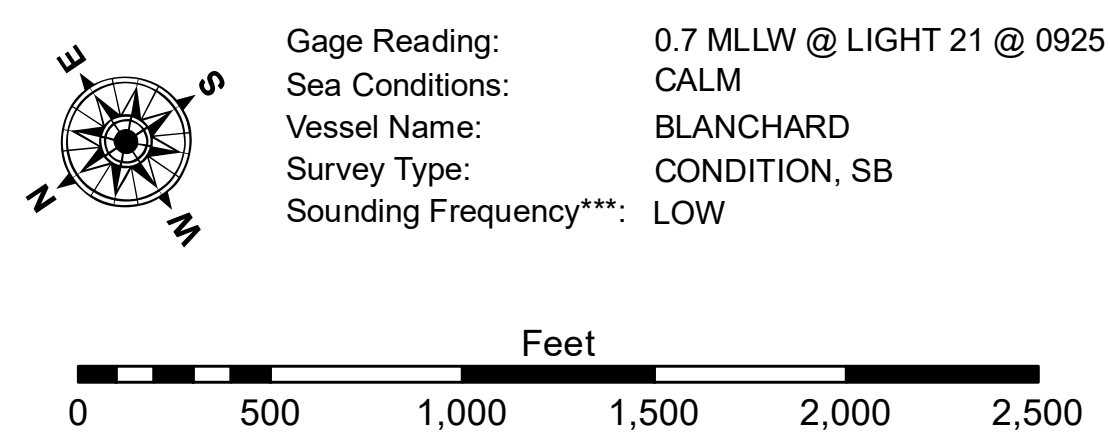 E
S
N
W
Gage Reading: 0.7 MLLW @ LIGHT 21 @ 0925
Sea Conditions: CALM
Vessel Name: BLANCHARD
Survey Type: CONDITION, SB
Sounding Frequency***: LOW
Feet
0 500 1,000 1,500 2,000 2,500